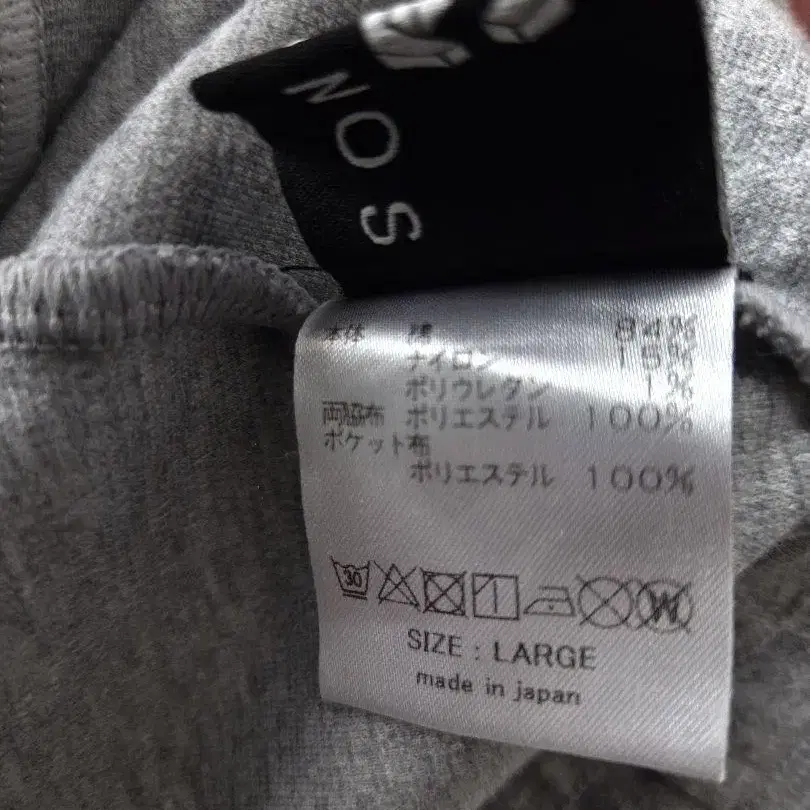 NOS
本体 綿 84%
ナイロン 15%
ポリウレタン 1%
両脇布 ポリエステル 100%
ポケット布
ポリエステル 100%
30
W
SIZE : LARGE
made in japan